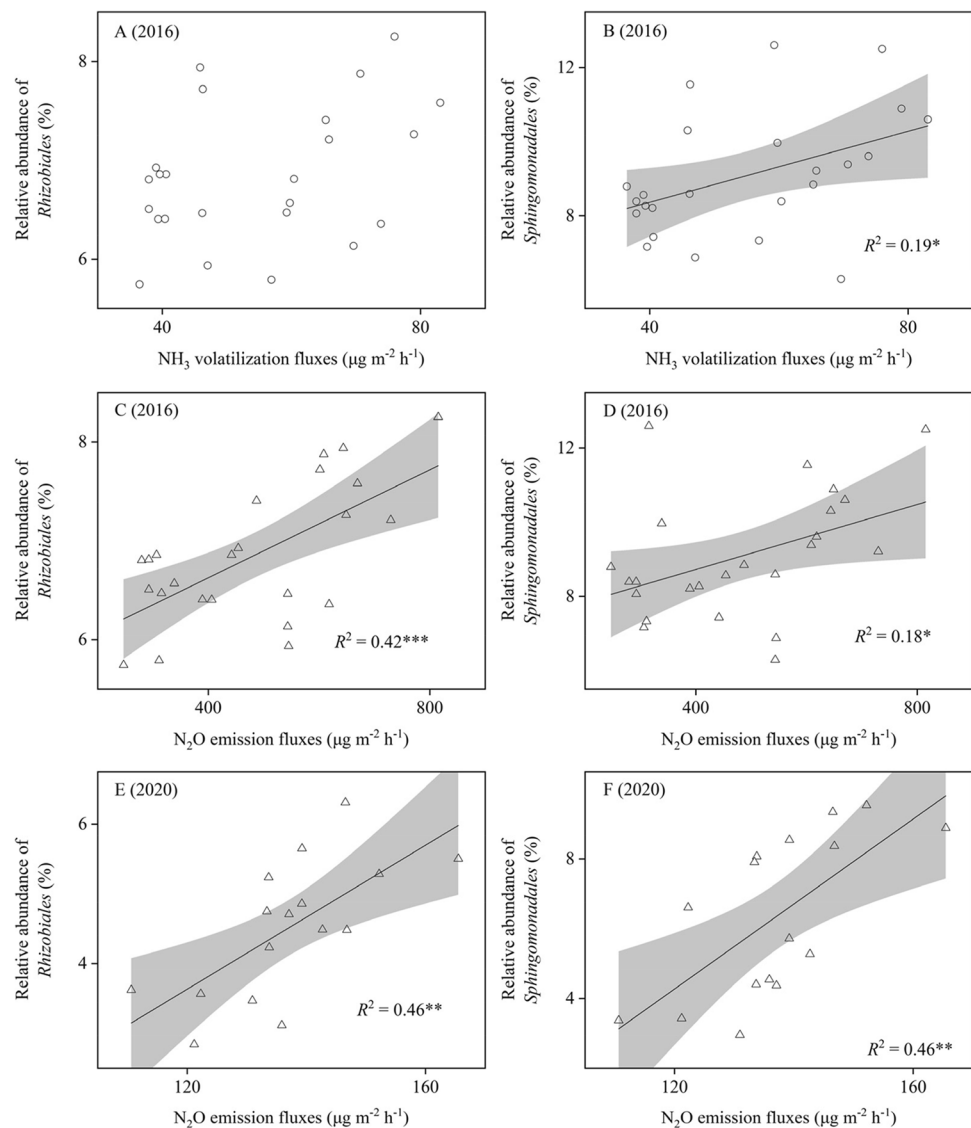 A (2016)
Relative abundance of
Rhizobiales (%)
8
6
40
80
NH₃ volatilization fluxes (μg m⁻² h⁻¹)
B (2016)
Relative abundance of
Sphingomonadales (%)
12
8
R² = 0.19*
40
80
NH₃ volatilization fluxes (μg m⁻² h⁻¹)
C (2016)
Relative abundance of
Rhizobiales (%)
8
6
R² = 0.42***
400
800
N₂O emission fluxes (μg m⁻² h⁻¹)
D (2016)
Relative abundance of
Sphingomonadales (%)
12
8
R² = 0.18*
400
800
N₂O emission fluxes (μg m⁻² h⁻¹)
E (2020)
Relative abundance of
Rhizobiales (%)
6
4
R² = 0.46**
120
160
N₂O emission fluxes (μg m⁻² h⁻¹)
F (2020)
Relative abundance of
Sphingomonadales (%)
8
4
R² = 0.46**
120
160
N₂O emission fluxes (μg m⁻² h⁻¹)